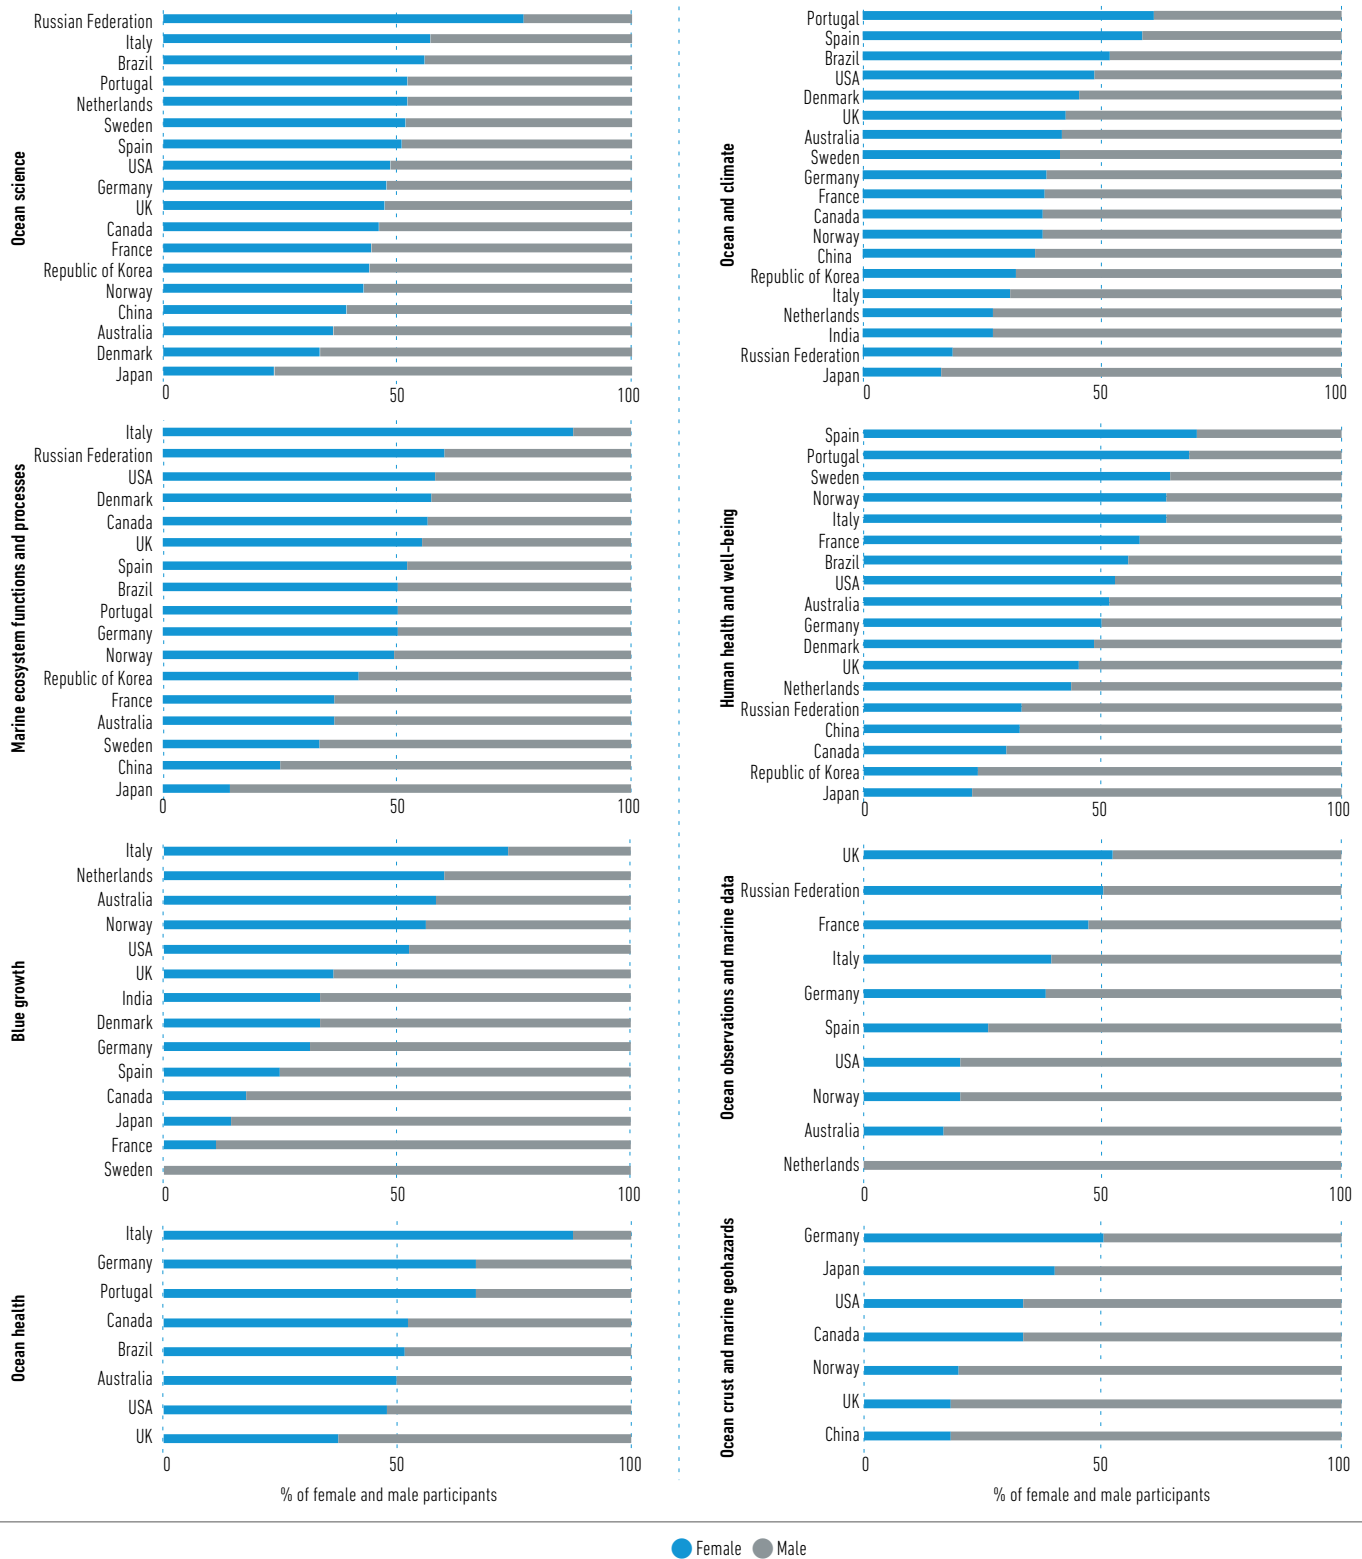 Ocean science
Russian Federation
Italy
Brazil
Portugal
Netherlands
Sweden
Spain
USA
Germany
UK
Canada
France
Republic of Korea
Norway
China
Australia
Denmark
Japan
0 50 100
Marine ecosystem functions and processes
Italy
Russian Federation
USA
Denmark
Canada
UK
Spain
Brazil
Portugal
Germany
Norway
Republic of Korea
France
Australia
Sweden
China
Japan
0 50 100
Blue growth
Italy
Netherlands
Australia
Norway
USA
UK
India
Denmark
Germany
Spain
Canada
Japan
France
Sweden
0 50 100
Ocean health
Italy
Germany
Portugal
Canada
Brazil
Australia
USA
UK
0 50 100
% of female and male participants
Ocean and climate
Portugal
Spain
Brazil
USA
Denmark
UK
Australia
Sweden
Germany
France
Canada
Norway
China
Republic of Korea
Italy
Netherlands
India
Russian Federation
Japan
0 50 100
Human health and well-being
Spain
Portugal
Sweden
Norway
Italy
France
Brazil
USA
Australia
Germany
Denmark
UK
Netherlands
Russian Federation
China
Canada
Republic of Korea
Japan
0 50 100
Ocean observations and marine data
UK
Russian Federation
France
Italy
Germany
Spain
USA
Norway
Australia
Netherlands
0 50 100
Ocean crust and marine geohazards
Germany
Japan
USA
Canada
Norway
UK
China
0 50 100
% of female and male participants
Female Male